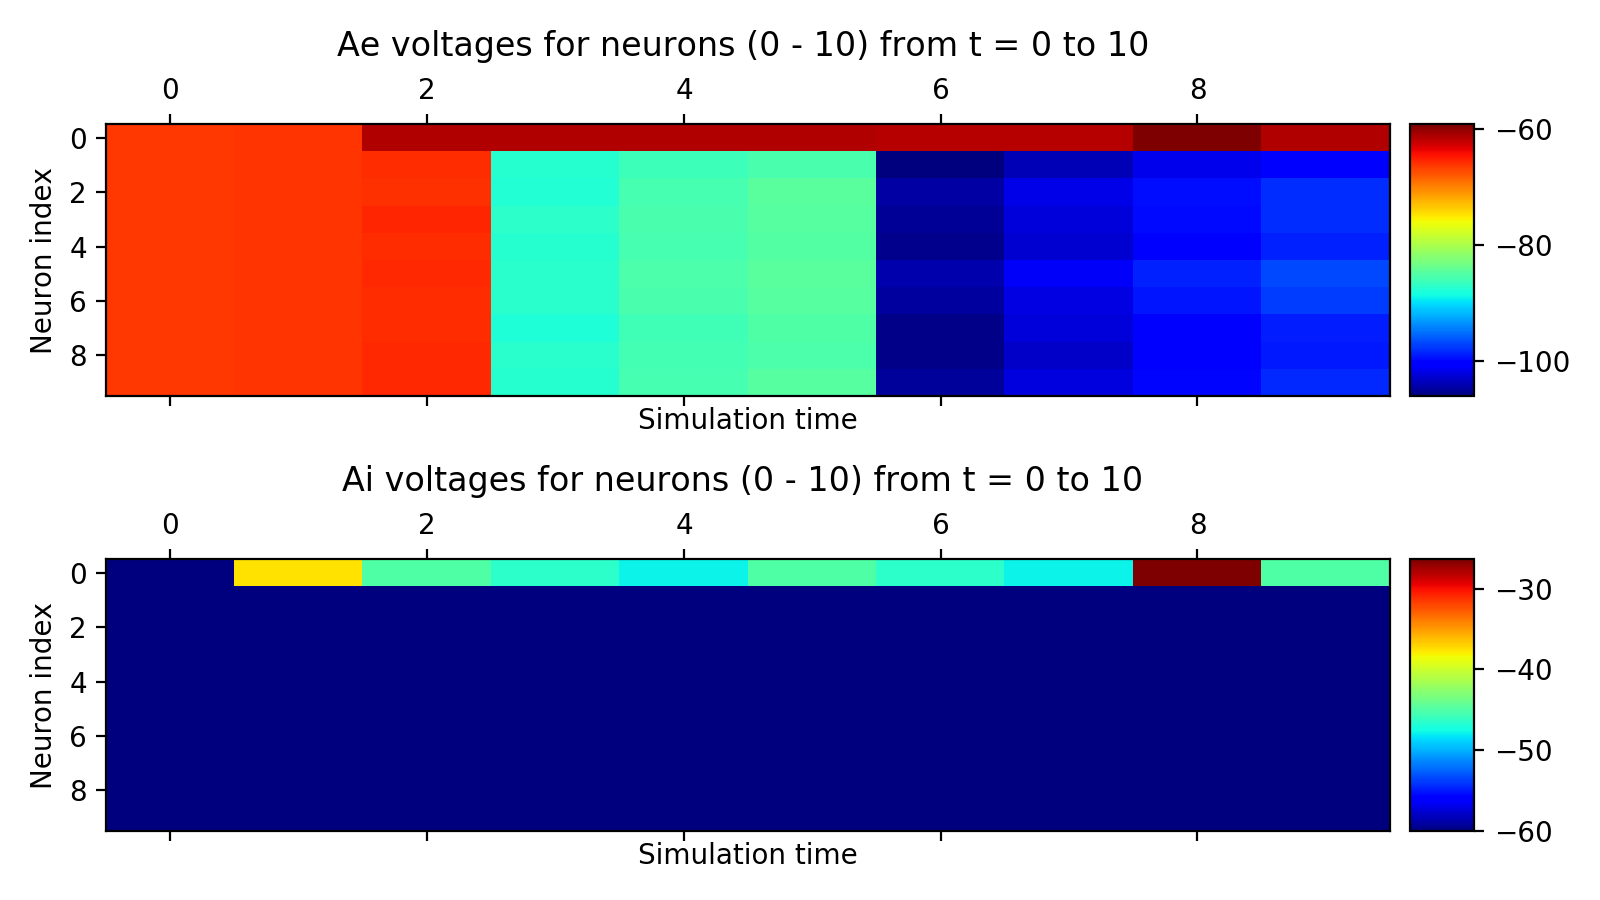 Ae voltages for neurons (0 - 10) from t = 0 to 10
0 2 4 6 8
Neuron index
0
2
4
6
8
Simulation time
−60
−80
−100
Ai voltages for neurons (0 - 10) from t = 0 to 10
0 2 4 6 8
Neuron index
0
2
4
6
8
Simulation time
−30
−40
−50
−60